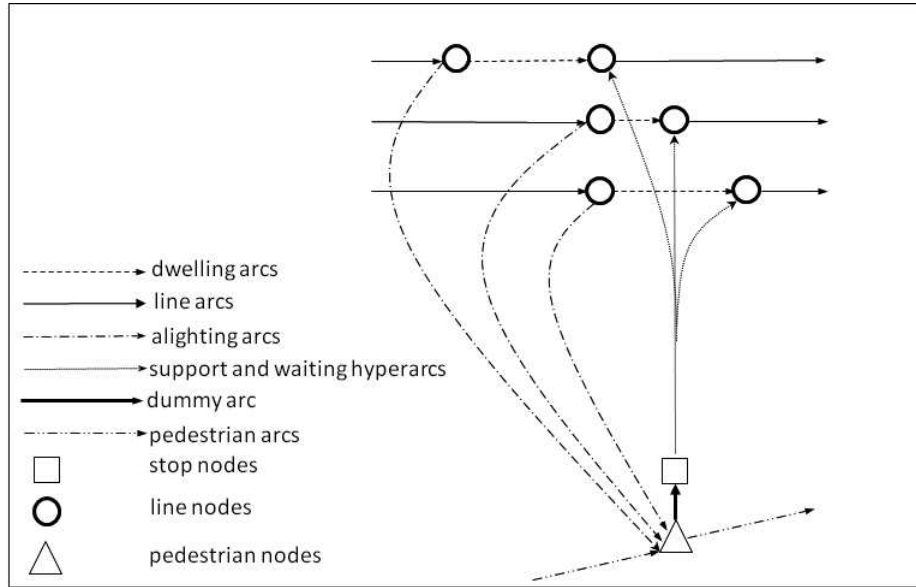 dwelling arcs
line arcs
alighting arcs
support and waiting hyperarcs
dummy arc
pedestrian arcs
stop nodes
line nodes
pedestrian nodes